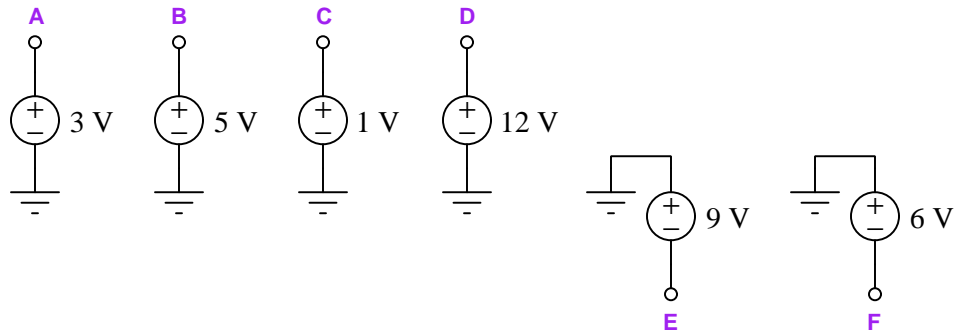 A B C D
+ + + +
− − − −
3 V 5 V 1 V 12 V
+ +
− −
9 V 6 V
E F